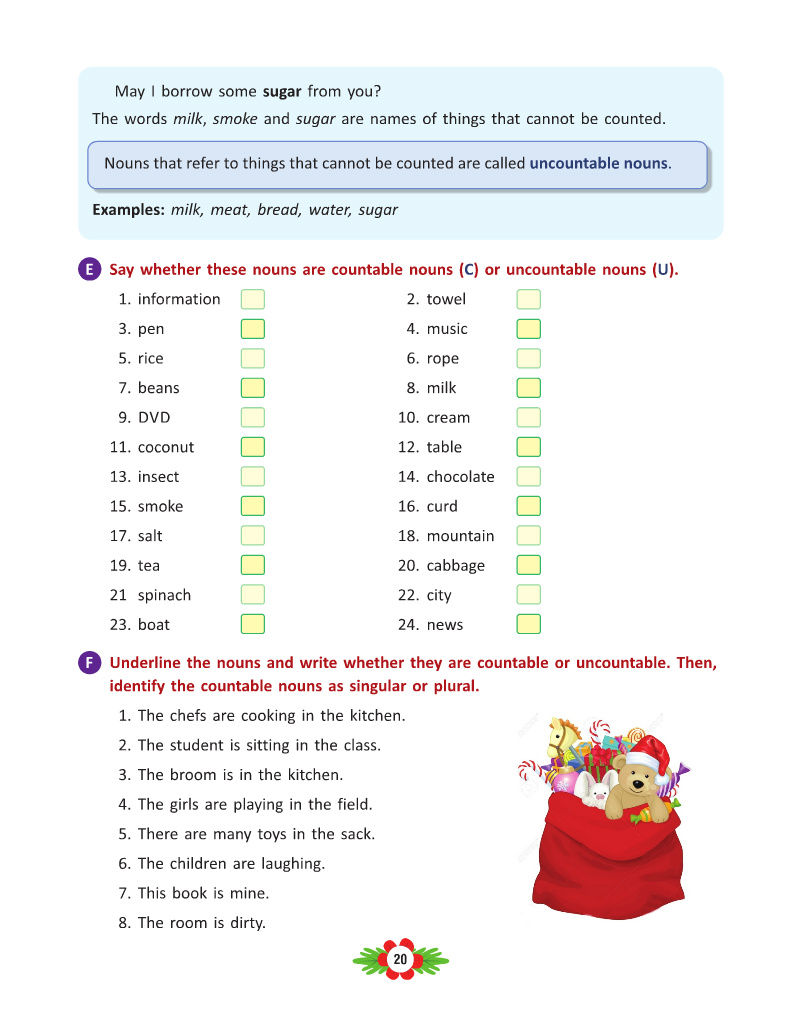 May I borrow some sugar from you?
The words milk, smoke and sugar are names of things that cannot be counted.
Nouns that refer to things that cannot be counted are called uncountable nouns.
Examples: milk, meat, bread, water, sugar
E Say whether these nouns are countable nouns (C) or uncountable nouns (U).
1. information 2. towel
3. pen 4. music
5. rice 6. rope
7. beans 8. milk
9. DVD 10. cream
11. coconut 12. table
13. insect 14. chocolate
15. smoke 16. curd
17. salt 18. mountain
19. tea 20. cabbage
21 spinach 22. city
23. boat 24. news
F Underline the nouns and write whether they are countable or uncountable. Then,
identify the countable nouns as singular or plural.
1. The chefs are cooking in the kitchen.
2. The student is sitting in the class.
3. The broom is in the kitchen.
4. The girls are playing in the field.
5. There are many toys in the sack.
6. The children are laughing.
7. This book is mine.
8. The room is dirty.
20